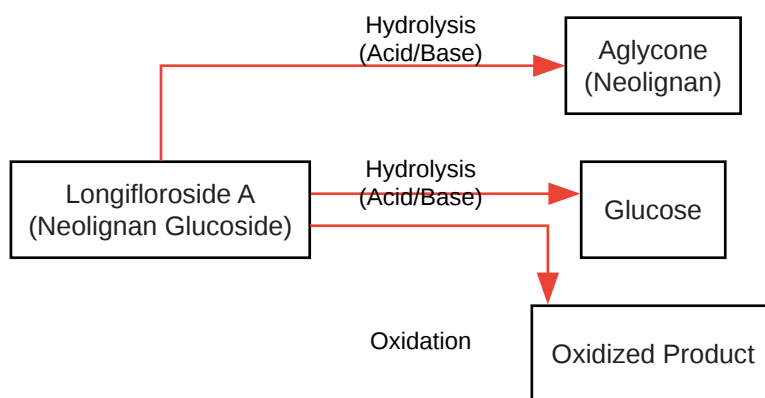 Hydrolysis
(Acid/Base)
Aglycone
(Neolignan)
Longifloroside A
(Neolignan Glucoside)
Hydrolysis
(Acid/Base)
Glucose
Oxidation
Oxidized Product